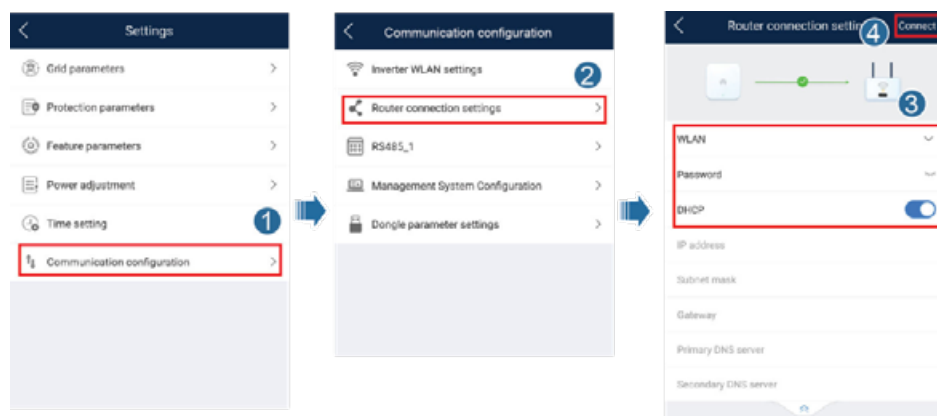 Settings
Grid parameters
Protection parameters
Feature parameters
Power adjustment
Time setting
1
Communication configuration
Communication configuration
Inverter WLAN settings
2
Router connection settings
RS485_1
Management System Configuration
Dongle parameter settings
Router connection settin
4
Connect
3
WLAN
Password
DHCP
IP address
Subnet mask
Gateway
Primary DNS server
Secondary DNS server